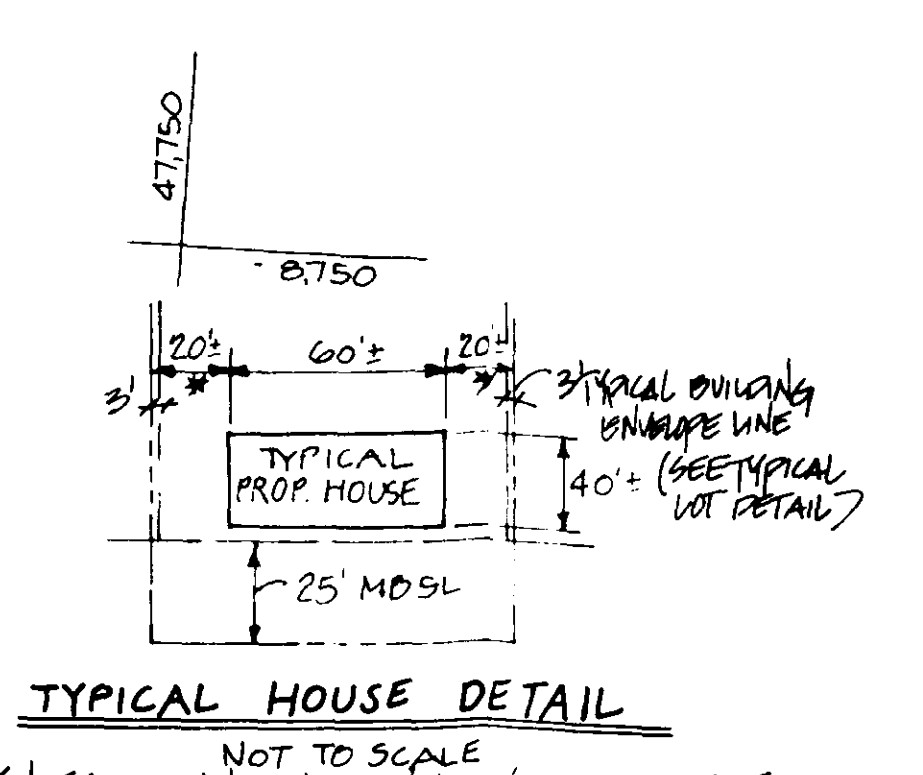 47,750
8,750
20'± 60'± 20'±
3'
3' TYPICAL BUILDING
ENVELOPE LINE
(SEE TYPICAL
LOT DETAIL)
TYPICAL
PROP. HOUSE
40'±
25' MBSL
TYPICAL HOUSE DETAIL
NOT TO SCALE